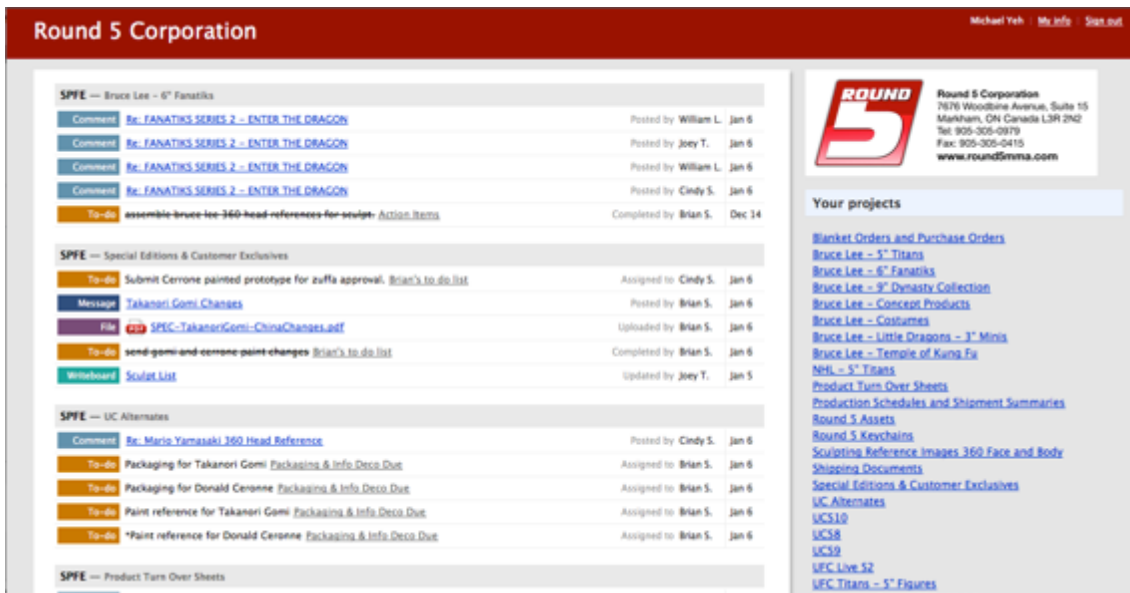 Round 5 Corporation
Michael Yeh | My info | Sign out
SPFE — Bruce Lee - 6" Fanatiks
Comment Re: FANATIKS SERIES 2 - ENTER THE DRAGON Posted by William L. Jan 6
Comment Re: FANATIKS SERIES 2 - ENTER THE DRAGON Posted by Joey T. Jan 6
Comment Re: FANATIKS SERIES 2 - ENTER THE DRAGON Posted by William L. Jan 6
Comment Re: FANATIKS SERIES 2 - ENTER THE DRAGON Posted by Cindy S. Jan 6
To-do assemble bruce lee 360 head references for sculpt. Action Items Completed by Brian S. Dec 14
SPFE — Special Editions & Customer Exclusives
To-do Submit Cerrone painted prototype for zuffa approval. Brian's to do list Assigned to Cindy S. Jan 6
Message Takanori Gomi Changes Posted by Brian S. Jan 6
File PDF SPEC-TakanoriGomi-ChinaChanges.pdf Uploaded by Brian S. Jan 6
To-do send gomi and cerrone paint changes Brian's to do list Completed by Brian S. Jan 6
Writeboard Sculpt List Updated by Joey T. Jan 5
SPFE — UC Alternates
Comment Re: Mario Yamasaki 360 Head Reference Posted by Cindy S. Jan 6
To-do Packaging for Takanori Gomi Packaging & Info Deco Due Assigned to Brian S. Jan 6
To-do Packaging for Donald Ceronne Packaging & Info Deco Due Assigned to Brian S. Jan 6
To-do Paint reference for Takanori Gomi Packaging & Info Deco Due Assigned to Brian S. Jan 6
To-do *Paint reference for Donald Ceronne Packaging & Info Deco Due Assigned to Brian S. Jan 6
SPFE — Product Turn Over Sheets
ROUND 5
Round 5 Corporation
7676 Woodbine Avenue, Suite 15
Markham, ON Canada L3R 2N2
Tel: 905-305-0979
Fax: 905-305-0415
www.round5mma.com
Your projects
Blanket Orders and Purchase Orders
Bruce Lee - 5" Titans
Bruce Lee - 6" Fanatiks
Bruce Lee - 9" Dynasty Collection
Bruce Lee - Concept Products
Bruce Lee - Costumes
Bruce Lee - Little Dragons - 3" Minis
Bruce Lee - Temple of Kung Fu
NHL - 5" Titans
Product Turn Over Sheets
Production Schedules and Shipment Summaries
Round 5 Assets
Round 5 Keychains
Sculpting Reference Images 360 Face and Body
Shipping Documents
Special Editions & Customer Exclusives
UC Alternates
UCS10
UCS8
UCS9
UFC Live S2
UFC Titans - 5" Figures